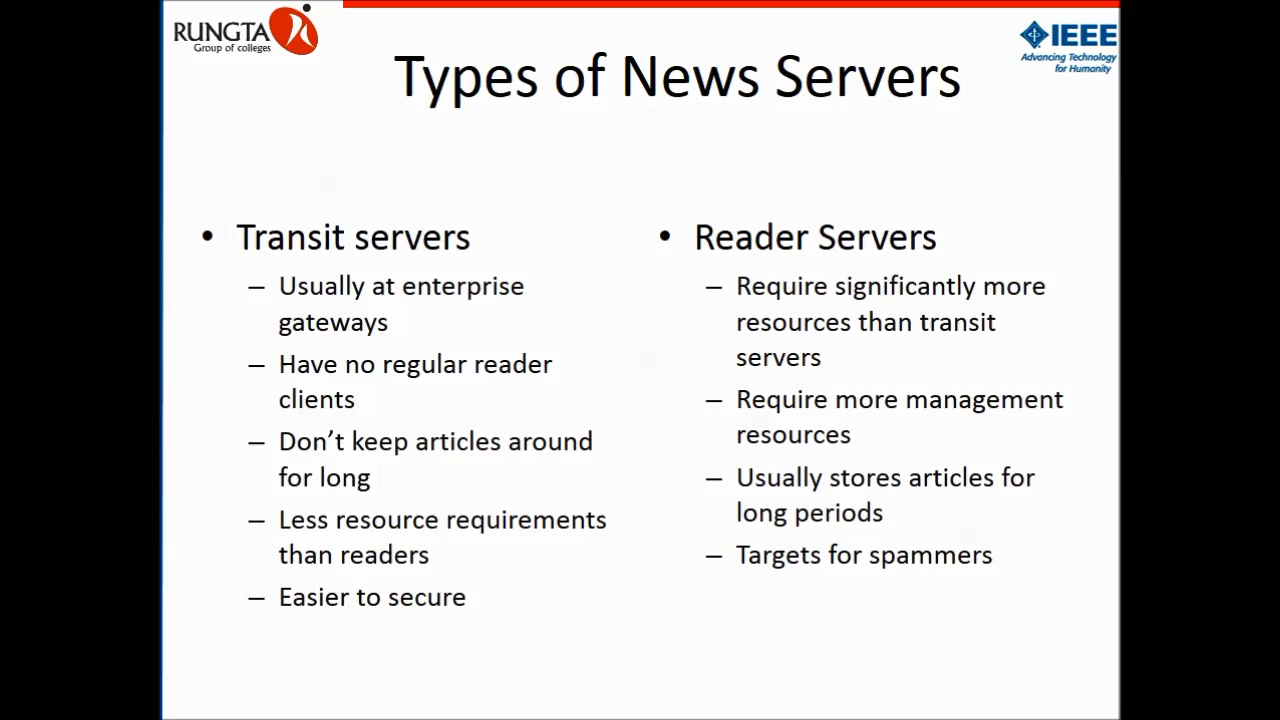 RUNGTA
Group of colleges
IEEE
Advancing Technology
for Humanity
Types of News Servers
• Transit servers
– Usually at enterprise
gateways
– Have no regular reader
clients
– Don’t keep articles around
for long
– Less resource requirements
than readers
– Easier to secure
• Reader Servers
– Require significantly more
resources than transit
servers
– Require more management
resources
– Usually stores articles for
long periods
– Targets for spammers